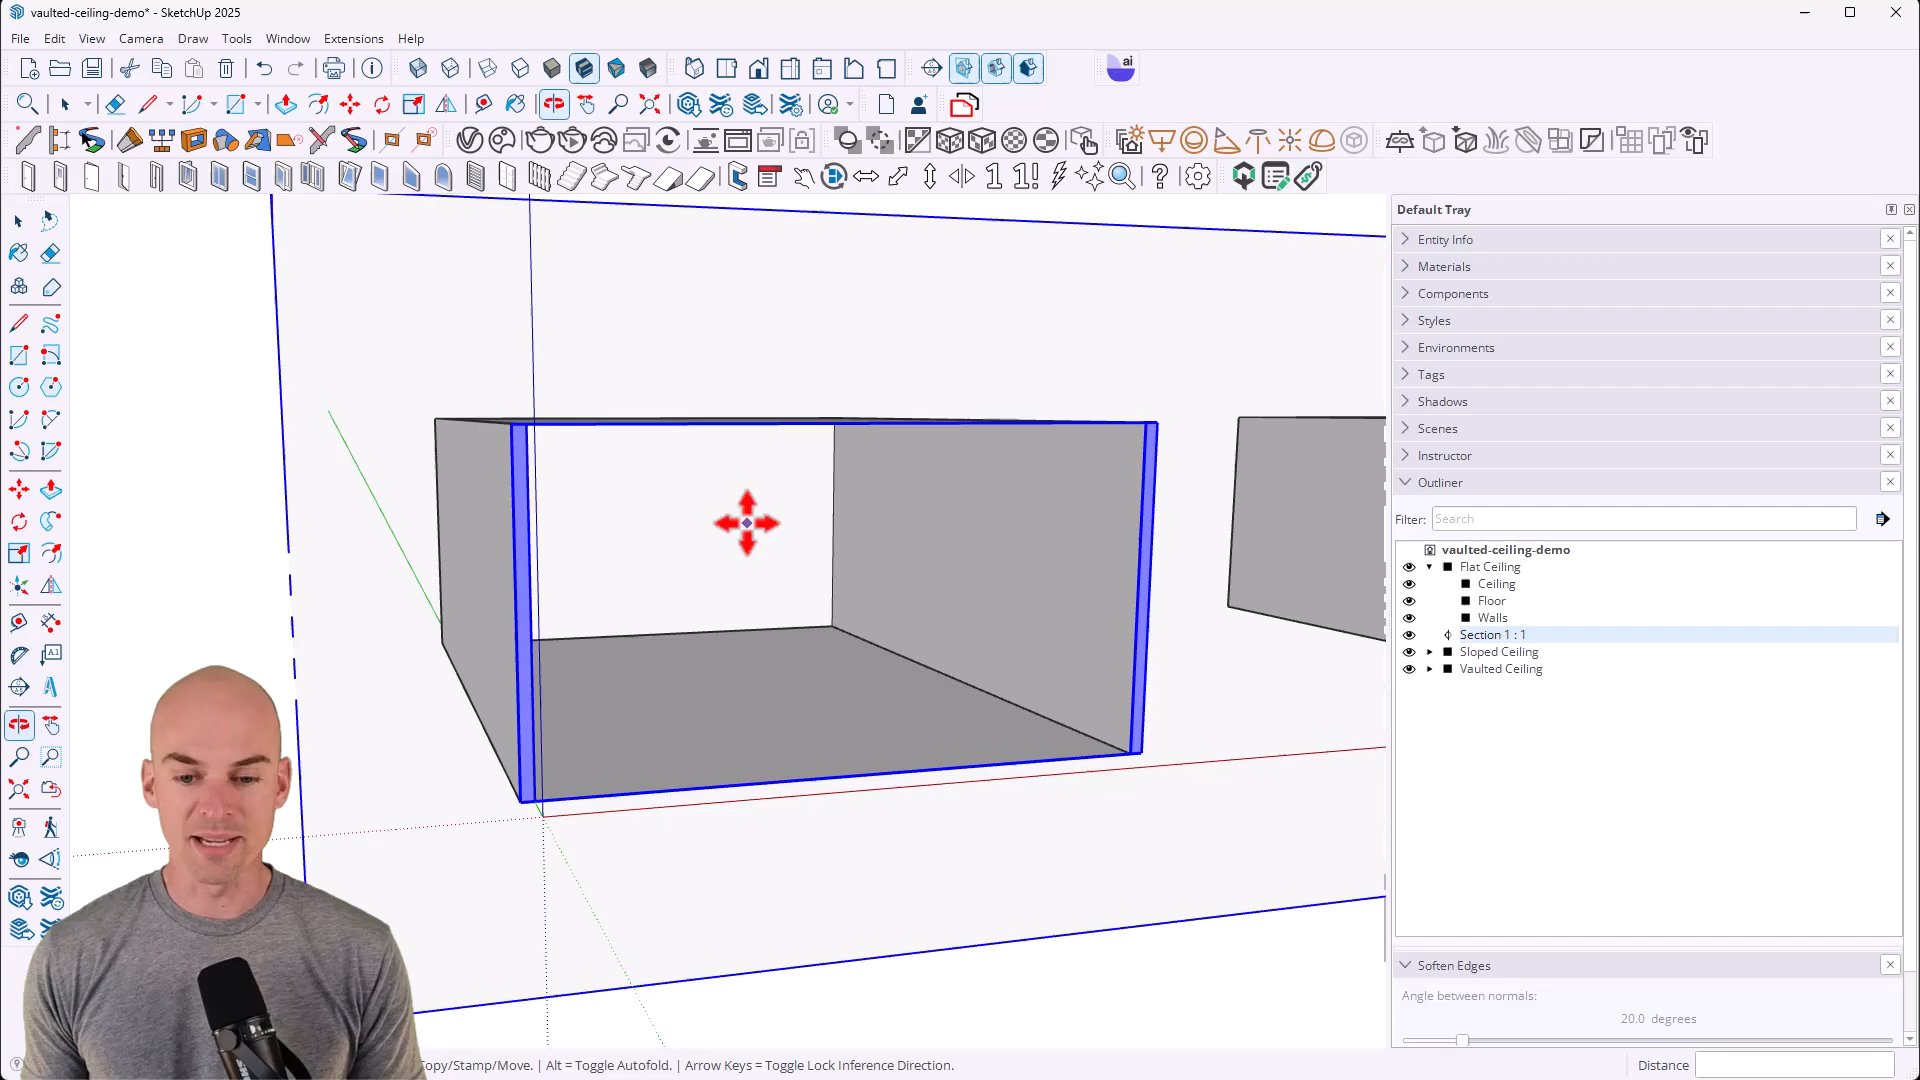 vaulted-ceiling-demo* - SketchUp 2025
File Edit View Camera Draw Tools Window Extensions Help
ai
Default Tray
Entity Info
Materials
Components
Styles
Environments
Tags
Shadows
Scenes
Instructor
Outliner
Filter: Search
vaulted-ceiling-demo
Flat Ceiling
Ceiling
Floor
Walls
Section 1 : 1
Sloped Ceiling
Vaulted Ceiling
Soften Edges
Angle between normals:
20.0 degrees
Copy/Stamp/Move. | Alt = Toggle Autofold. | Arrow Keys = Toggle Lock Inference Direction.
Distance